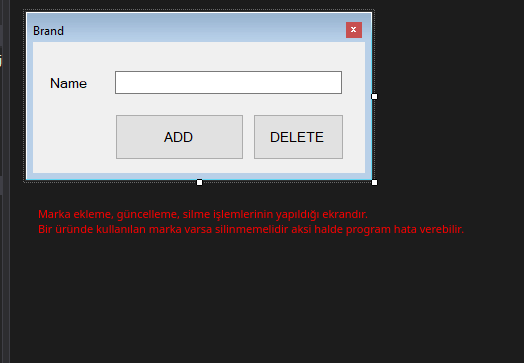 Brand
x
Name
ADD
DELETE
Marka ekleme, güncelleme, silme işlemlerinin yapıldığı ekrandır.
Bir üründe kullanılan marka varsa silinmemelidir aksi halde program hata verebilir.